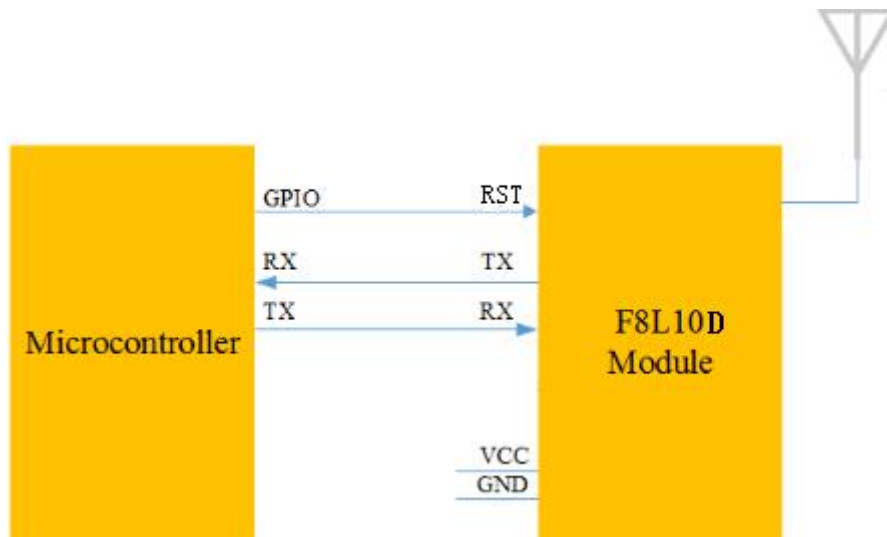 GPIO RST
RX TX
TX RX
Microcontroller
F8L10D
Module
VCC
GND